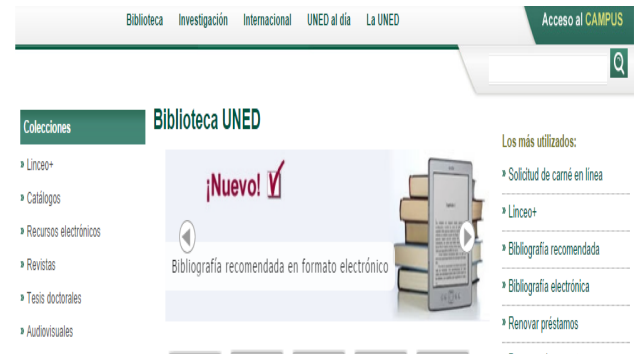 Biblioteca Investigación Internacional UNED al día La UNED
Acceso al CAMPUS
Colecciones
» Linceo+
» Catálogos
» Recursos electrónicos
» Revistas
» Tesis doctorales
» Audiovisuales
Biblioteca UNED
¡Nuevo!
Bibliografía recomendada en formato electrónico
Los más utilizados:
» Solicitud de carné en línea
» Linceo+
» Bibliografía recomendada
» Bibliografía electrónica
» Renovar préstamos